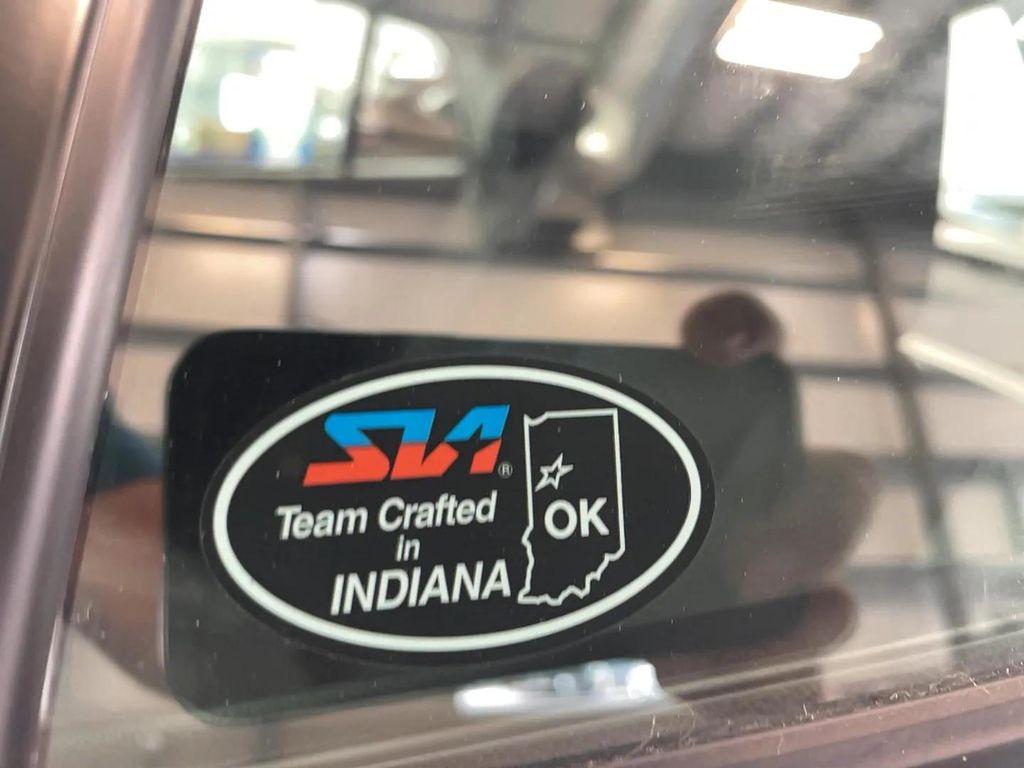 SIA®
Team Crafted
in
INDIANA
OK